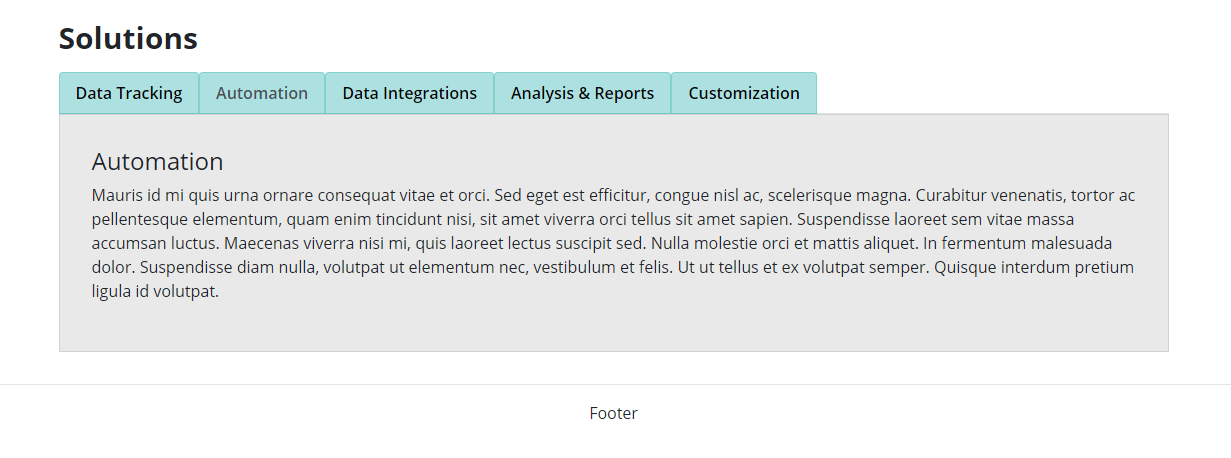 Solutions
Data Tracking Automation Data Integrations Analysis & Reports Customization
Automation
Mauris id mi quis urna ornare consequat vitae et orci. Sed eget est efficitur, congue nisl ac, scelerisque magna. Curabitur venenatis, tortor ac
pellentesque elementum, quam enim tincidunt nisi, sit amet viverra orci tellus sit amet sapien. Suspendisse laoreet sem vitae massa
accumsan luctus. Maecenas viverra nisi mi, quis laoreet lectus suscipit sed. Nulla molestie orci et mattis aliquet. In fermentum malesuada
dolor. Suspendisse diam nulla, volutpat ut elementum nec, vestibulum et felis. Ut ut tellus et ex volutpat semper. Quisque interdum pretium
ligula id volutpat.
Footer